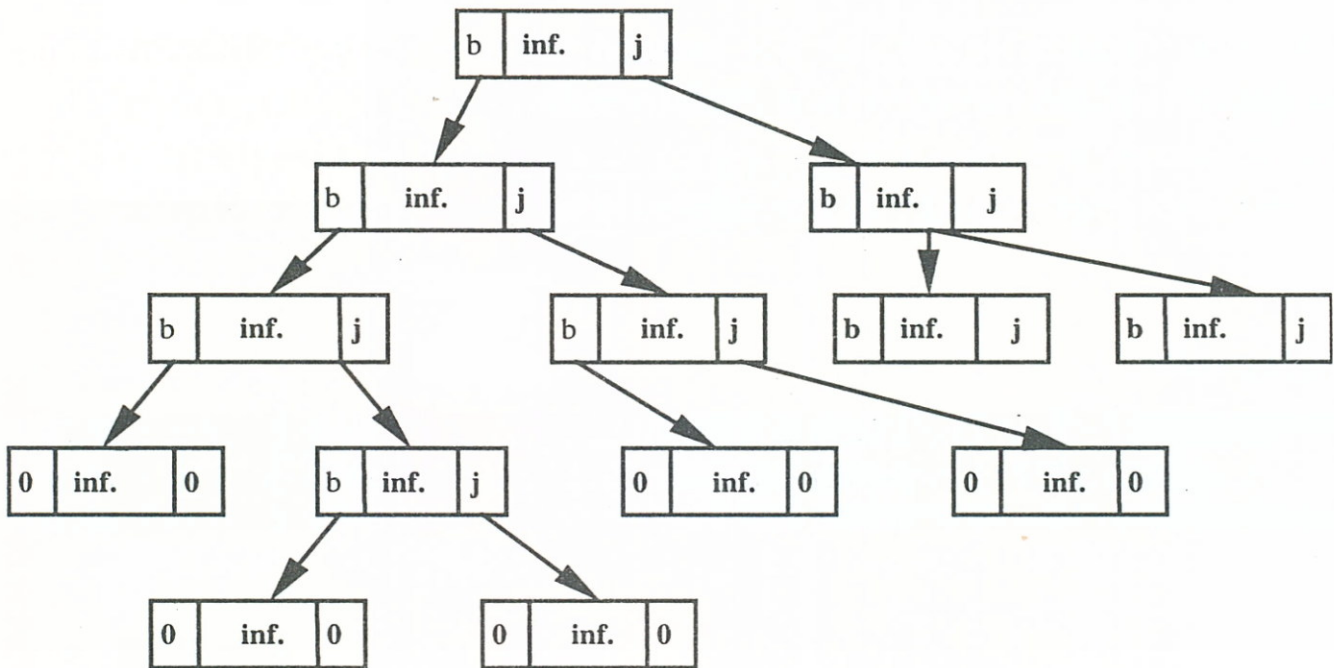 b inf. j
b inf. j b inf. j
b inf. j b inf. j b inf. j b inf. j
0 inf. 0 b inf. j 0 inf. 0 0 inf. 0
0 inf. 0 0 inf. 0